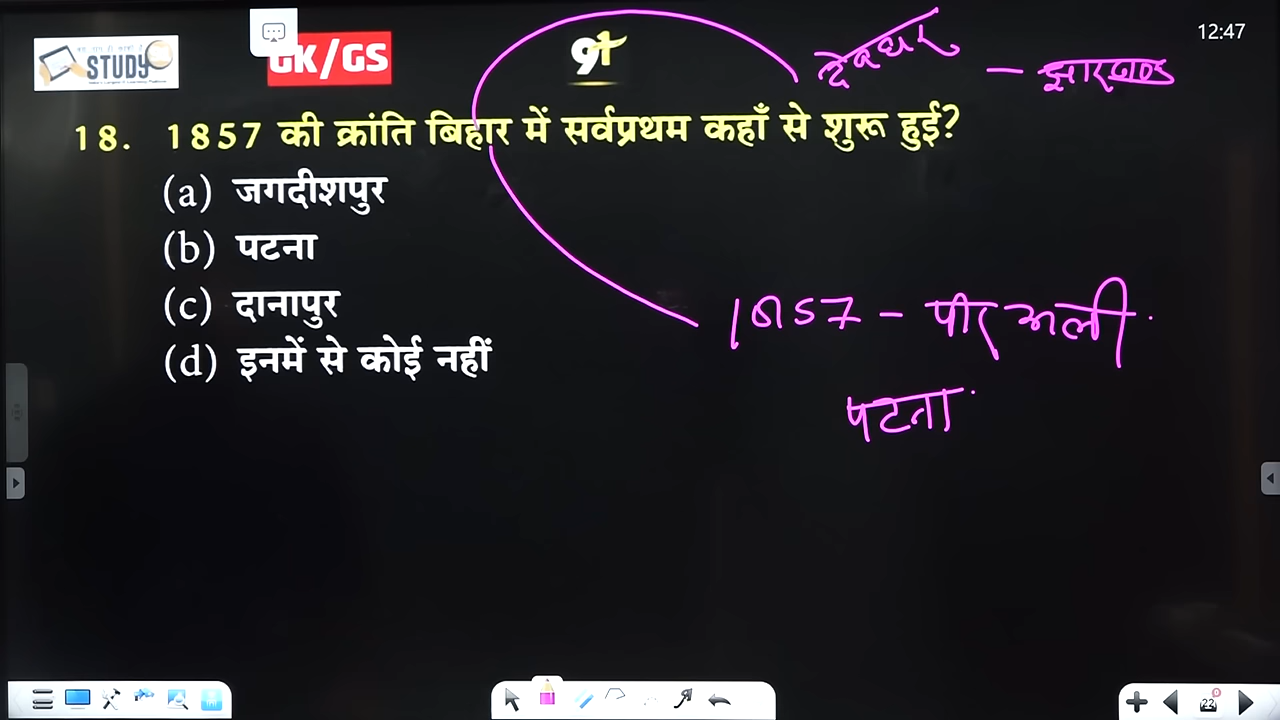 12:47
STUDY
GK/GS
देवघर - झारखण्ड
18. 1857 की क्रांति बिहार में सर्वप्रथम कहाँ से शुरू हुई?
(a) जगदीशपुर
(b) पटना
(c) दानापुर
(d) इनमें से कोई नहीं
1857 - पीर अली
पटना
22